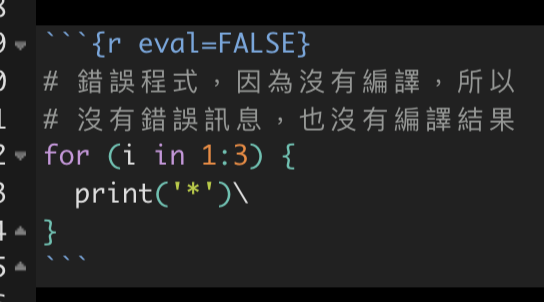 ```{r eval=FALSE}
# 錯誤程式，因為沒有編譯，所以
# 沒有錯誤訊息，也沒有編譯結果
for (i in 1:3) {
  print('*')\
}
```